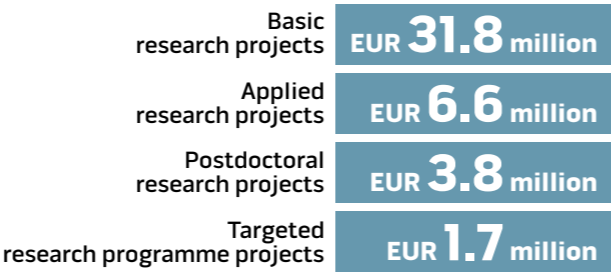 Basic
research projects
EUR 31.8 million
Applied
research projects
EUR 6.6 million
Postdoctoral
research projects
EUR 3.8 million
Targeted
research programme projects
EUR 1.7 million